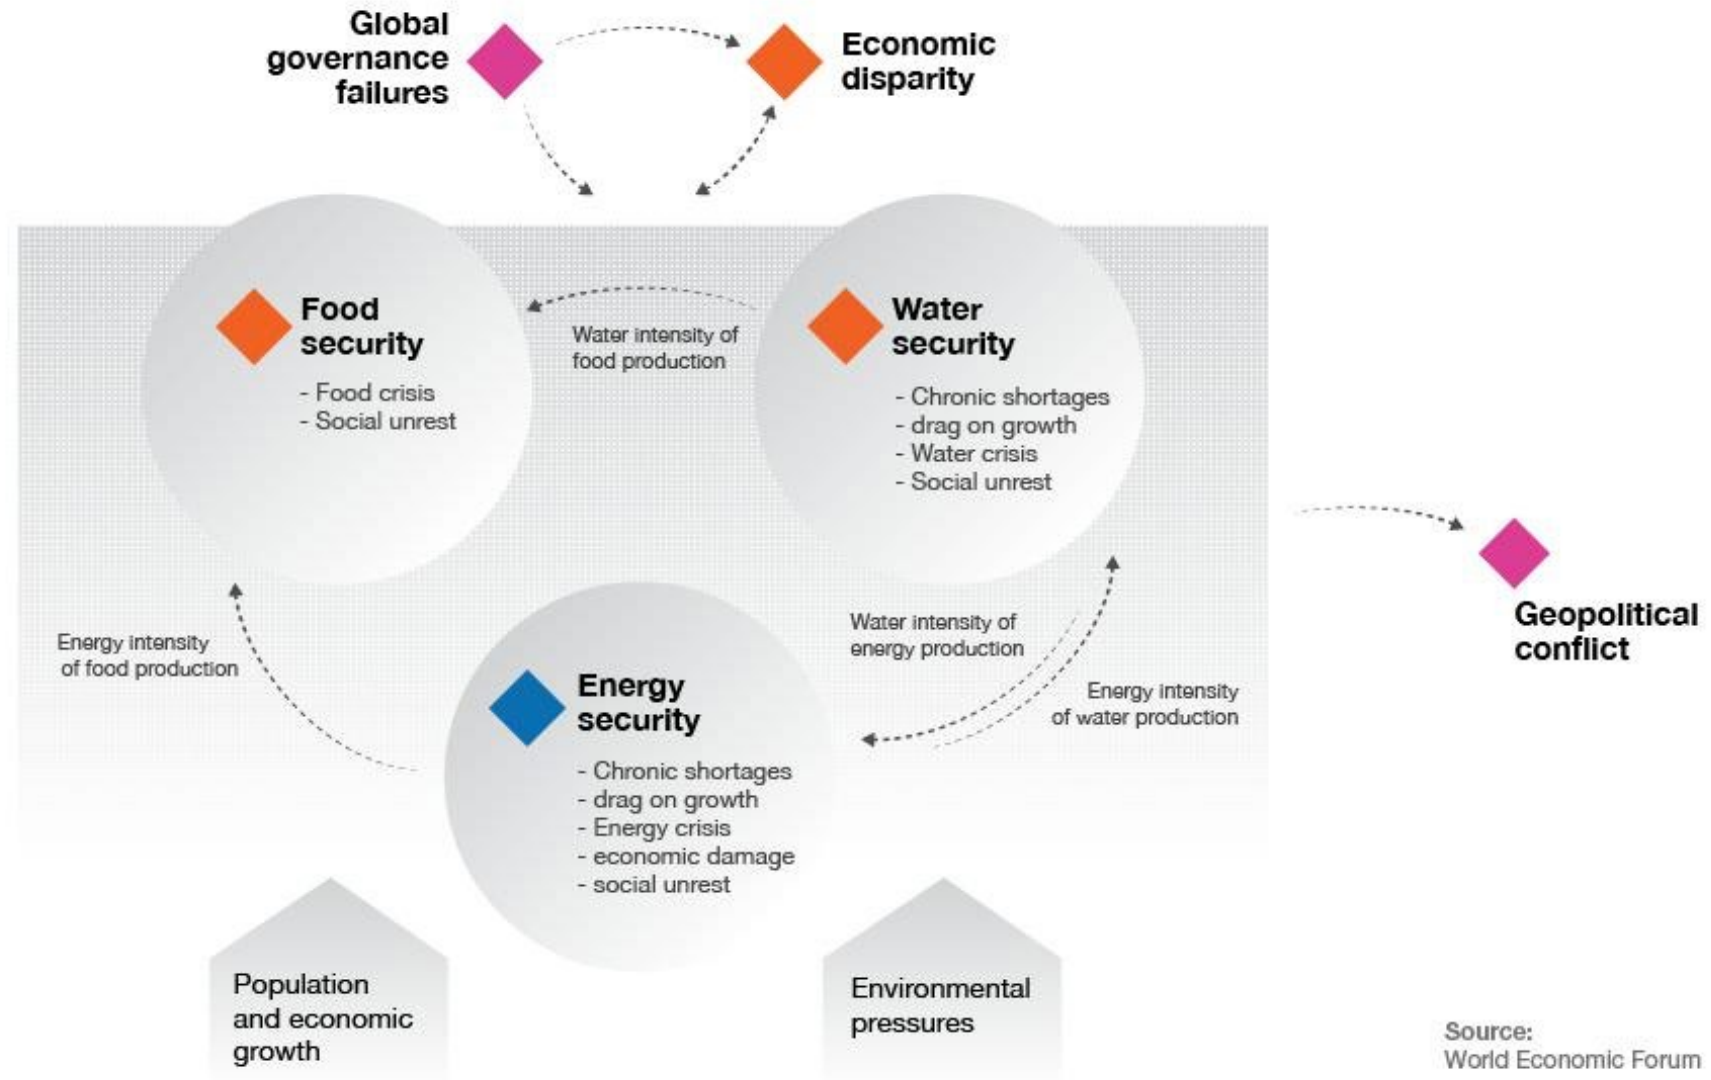 Global
governance
failures
Economic
disparity
Food
security
- Food crisis
- Social unrest
Water intensity of
food production
Water
security
- Chronic shortages
- drag on growth
- Water crisis
- Social unrest
Geopolitical
conflict
Energy intensity
of food production
Water intensity of
energy production
Energy intensity
of water production
Energy
security
- Chronic shortages
- drag on growth
- Energy crisis
- economic damage
- social unrest
Population
and economic
growth
Environmental
pressures
Source:
World Economic Forum